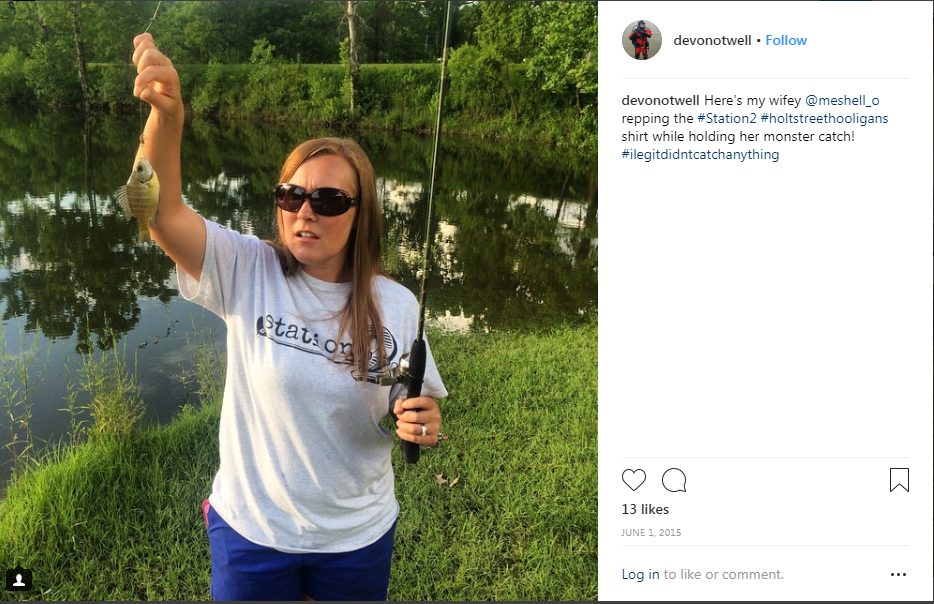 devonotwell • Follow
devonotwell Here's my wifey @meshell_o
repping the #Station2 #holtstreethooligans
shirt while holding her monster catch!
#ilegitdidntcatchanything
Station
13 likes
JUNE 1, 2015
Log in to like or comment.